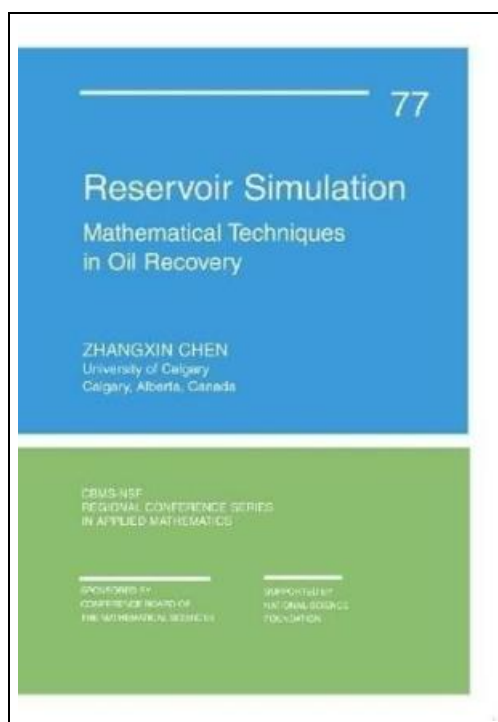 77
Reservoir Simulation
Mathematical Techniques
in Oil Recovery
ZHANGXIN CHEN
University of Calgary
Calgary, Alberta, Canada
CBMS-NSF
REGIONAL CONFERENCE SERIES
IN APPLIED MATHEMATICS
SPONSORED BY
CONFERENCE BOARD OF
THE MATHEMATICAL SCIENCES
SUPPORTED BY
NATIONAL SCIENCE
FOUNDATION